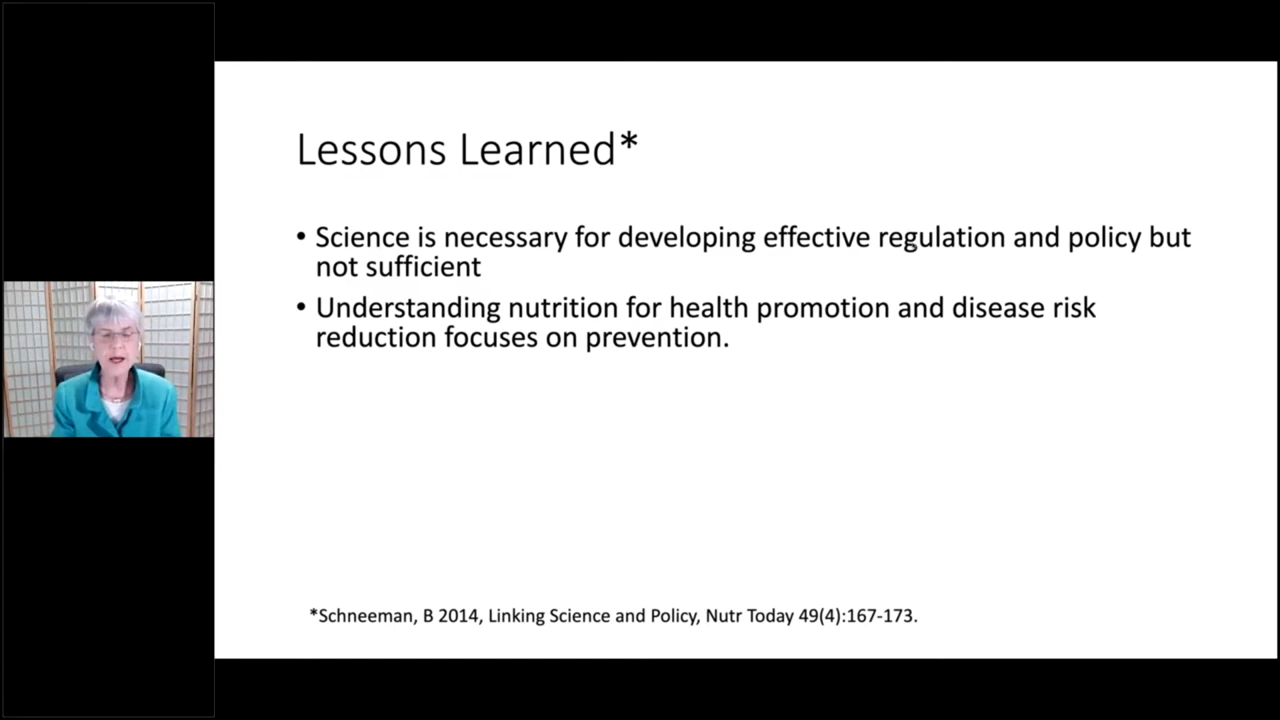 Lessons Learned*
• Science is necessary for developing effective regulation and policy but
not sufficient
• Understanding nutrition for health promotion and disease risk
reduction focuses on prevention.
*Schneeman, B 2014, Linking Science and Policy, Nutr Today 49(4):167-173.